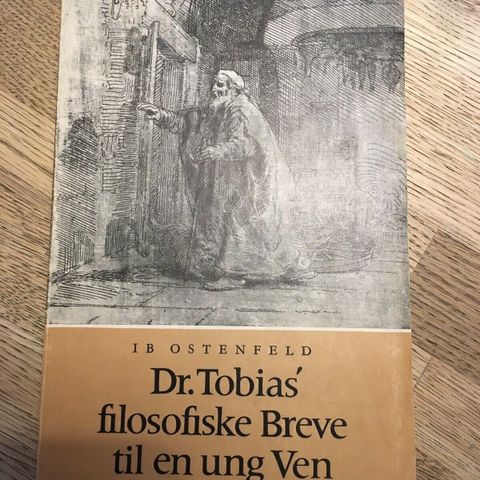 IB OSTENFELD
Dr. Tobias'
filosofiske Breve
til en ung Ven